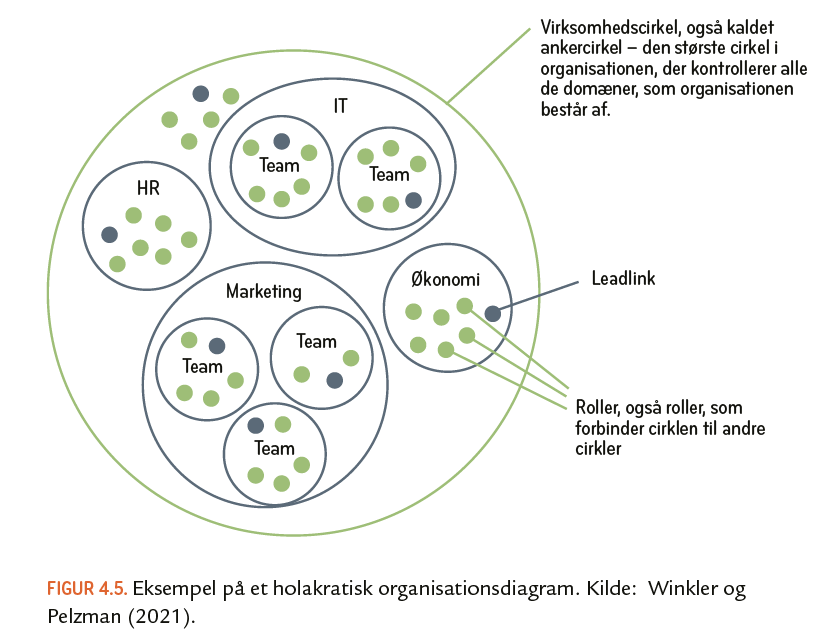 Virksomhedscirkel, også kaldet
ankercirkel – den største cirkel i
organisationen, der kontrollerer alle
de domæner, som organisationen
består af.
IT
Team
Team
HR
Økonomi
Leadlink
Marketing
Team
Team
Team
Roller, også roller, som
forbinder cirklen til andre
cirkler
FIGUR 4.5. Eksempel på et holakratisk organisationsdiagram. Kilde: Winkler og
Pelzman (2021).